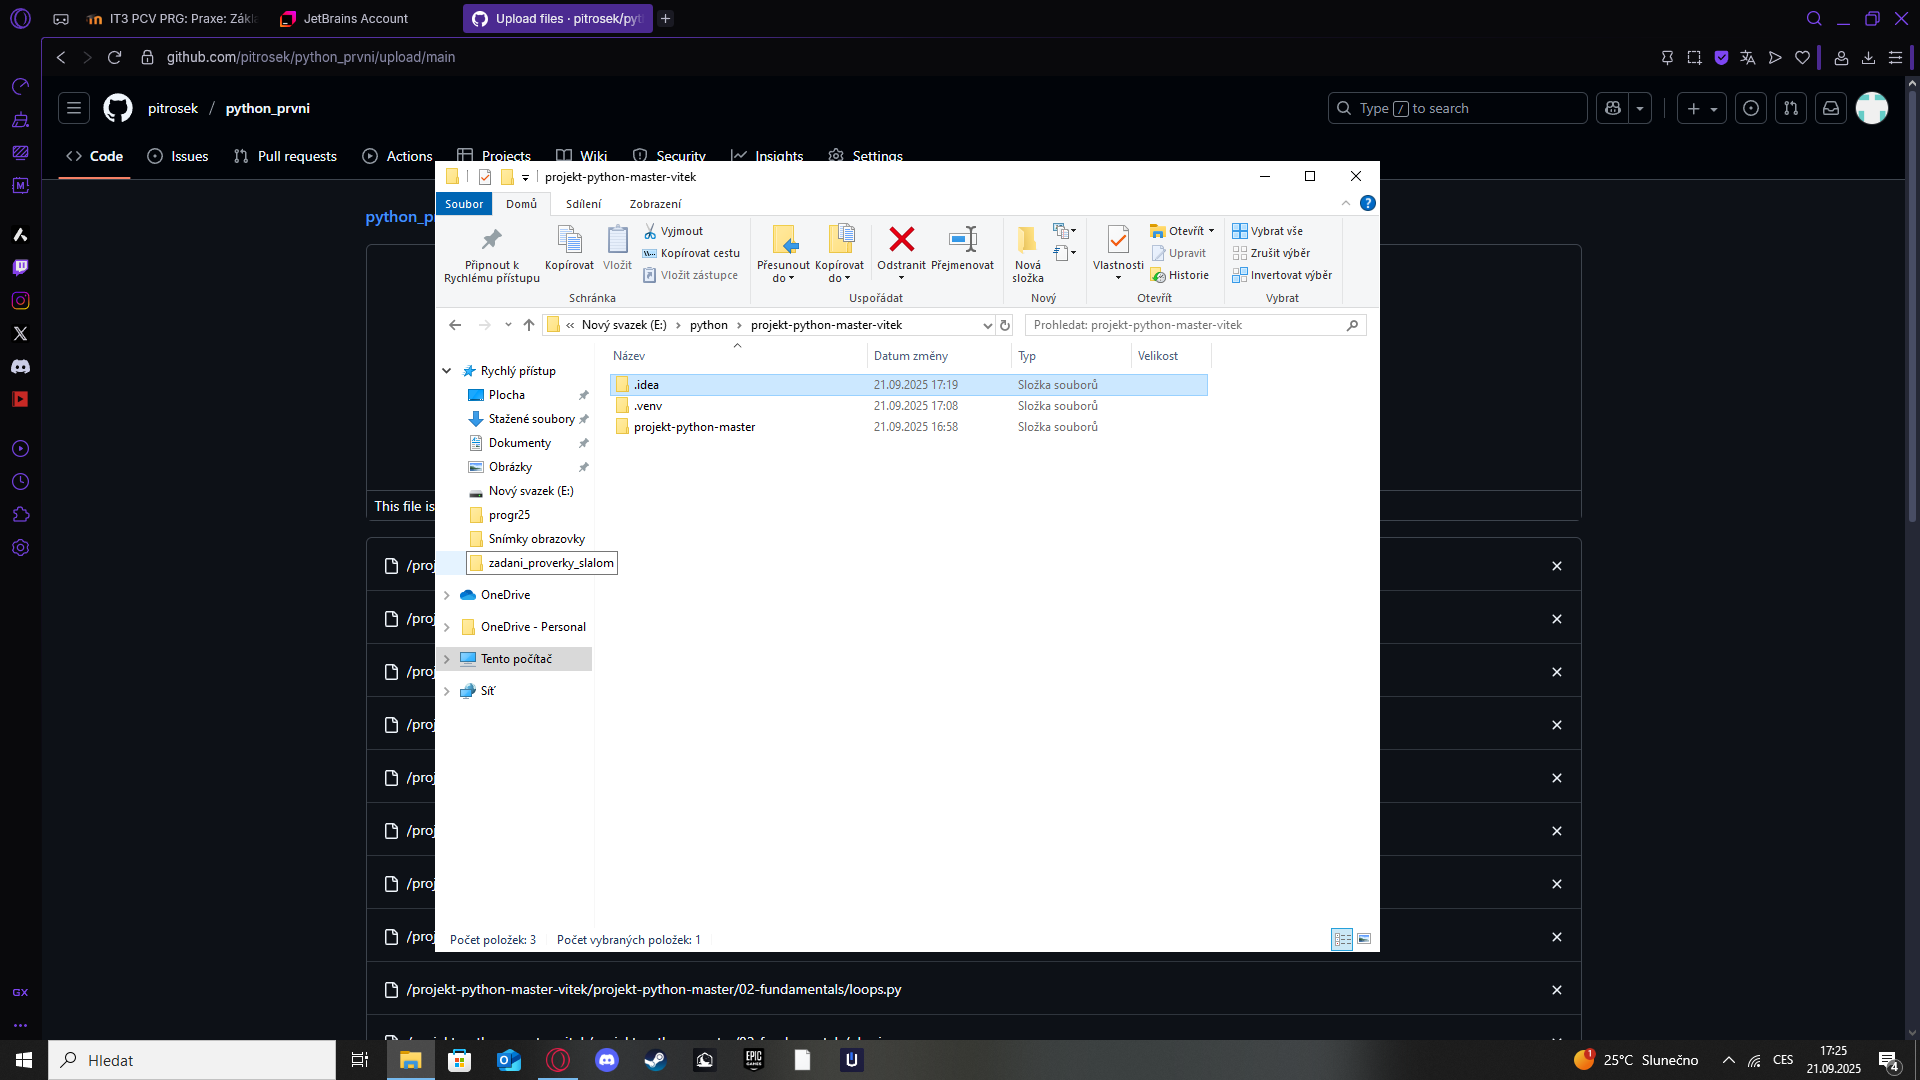 IT3 PCV PRG: Praxe: Zákl
JetBrains Account
Upload files · pitrosek/pyt
github.com/pitrosek/python_prvni/upload/main
pitrosek / python_prvni
Type / to search
Code
Issues
Pull requests
Actions
Projects
Wiki
Security
Insights
Settings
projekt-python-master-vitek
Soubor
Domů
Sdílení
Zobrazení
Připnout k
Rychlému přístupu
Kopírovat
Vložit
Vyjmout
Kopírovat cestu
Vložit zástupce
Schránka
Přesunout
do
Kopírovat
do
Odstranit
Přejmenovat
Uspořádat
Nová
složka
Nový
Vlastnosti
Otevřít
Upravit
Historie
Otevřít
Vybrat vše
Zrušit výběr
Invertovat výběr
Vybrat
« Nový svazek (E:) › python › projekt-python-master-vitek
Prohledat: projekt-python-master-vitek
Název
Datum změny
Typ
Velikost
.idea 21.09.2025 17:19 Složka souborů
.venv 21.09.2025 17:08 Složka souborů
projekt-python-master 21.09.2025 16:58 Složka souborů
Rychlý přístup
Plocha
Stažené soubory
Dokumenty
Obrázky
Nový svazek (E:)
progr25
Snímky obrazovky
zadani_proverky_slalom
OneDrive
OneDrive - Personal
Tento počítač
Síť
Počet položek: 3
Počet vybraných položek: 1
python_p
This file is
/proj
/proj
/proj
/proj
/proj
/proj
/proj
/proj
/projekt-python-master-vitek/projekt-python-master/02-fundamentals/loops.py
GX
Hledat
EPIC
GAMES
1
25°C Slunečno
CES
17:25
21.09.2025
4